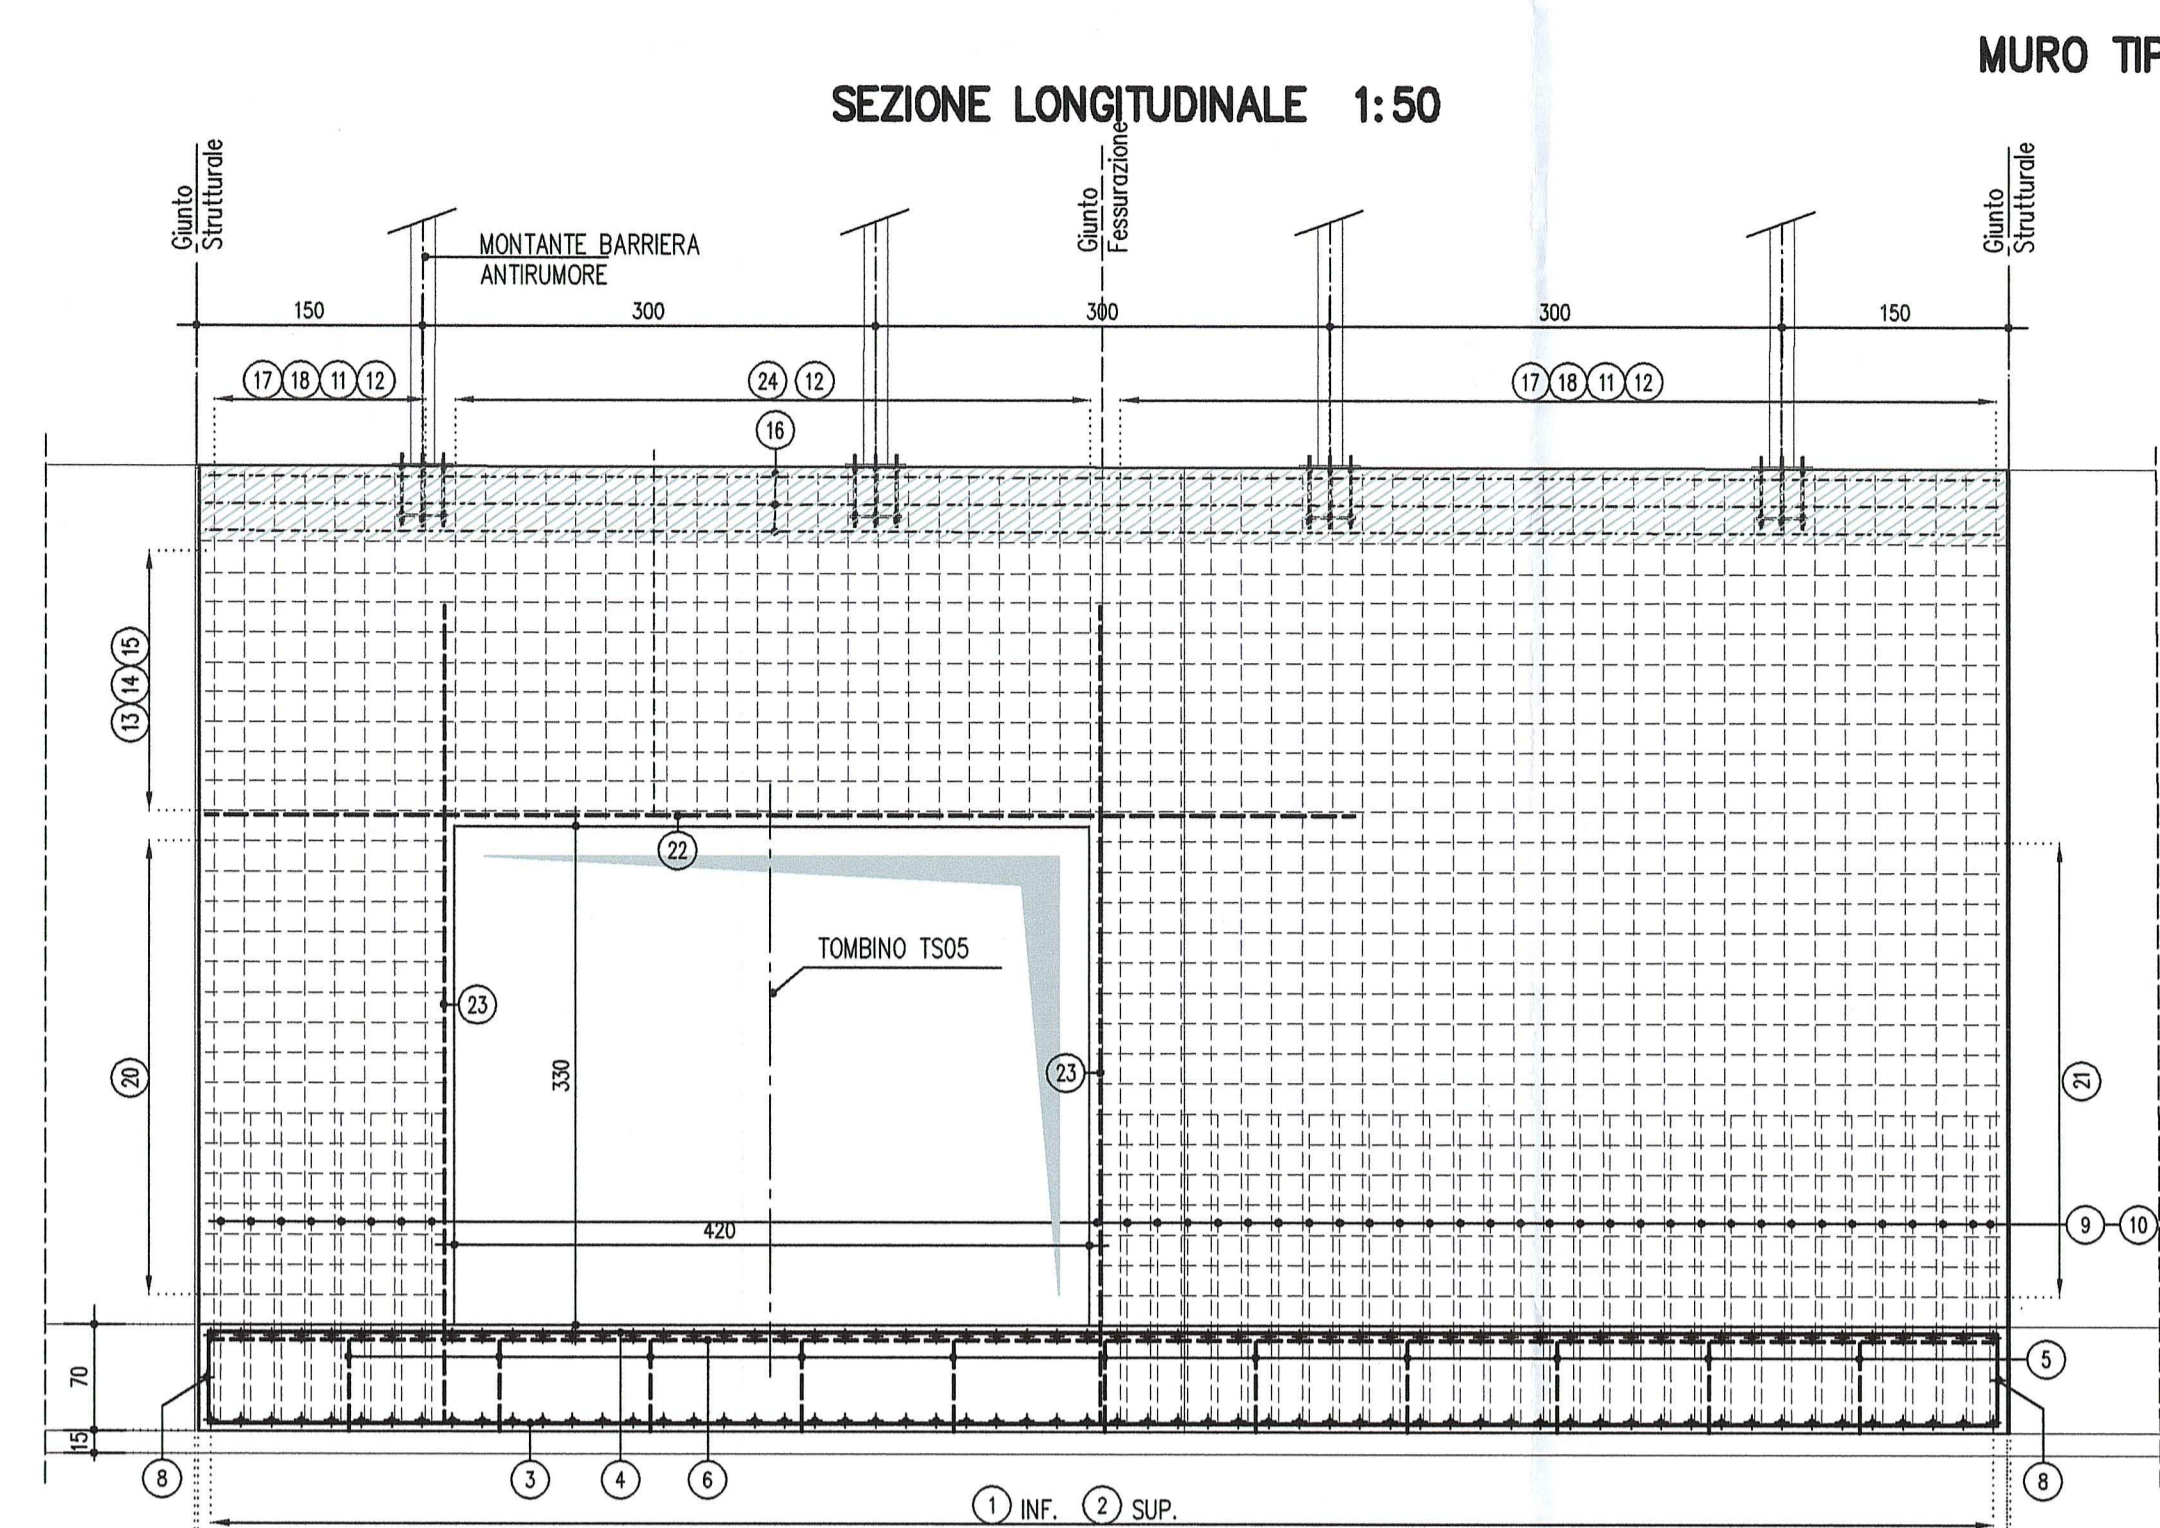 MURO TIP
SEZIONE LONGITUDINALE 1:50
Giunto
Strutturale
Giunto
Fessurazione
Giunto
Strutturale
MONTANTE BARRIERA
ANTIRUMORE
150 300 300 300 150
17 18 11 12 24 12 17 18 11 12
16
13 14 15
22
TOMBINO TS05
23
330
23
20
21
420
9 10
5
70
15
8 3 4 6 8
1 INF. 2 SUP.